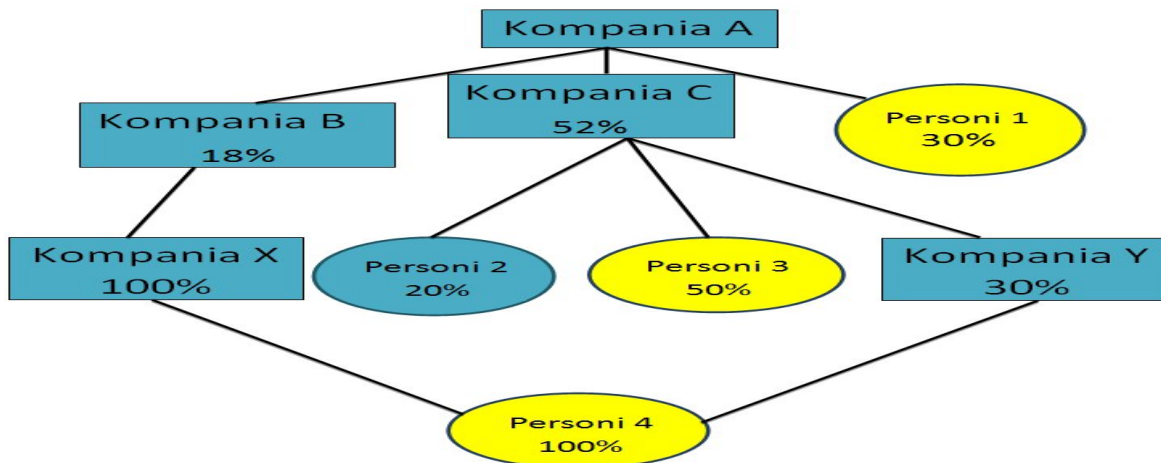 Kompania A
Kompania B
18%
Kompania C
52%
Personi 1
30%
Kompania X
100%
Personi 2
20%
Personi 3
50%
Kompania Y
30%
Personi 4
100%